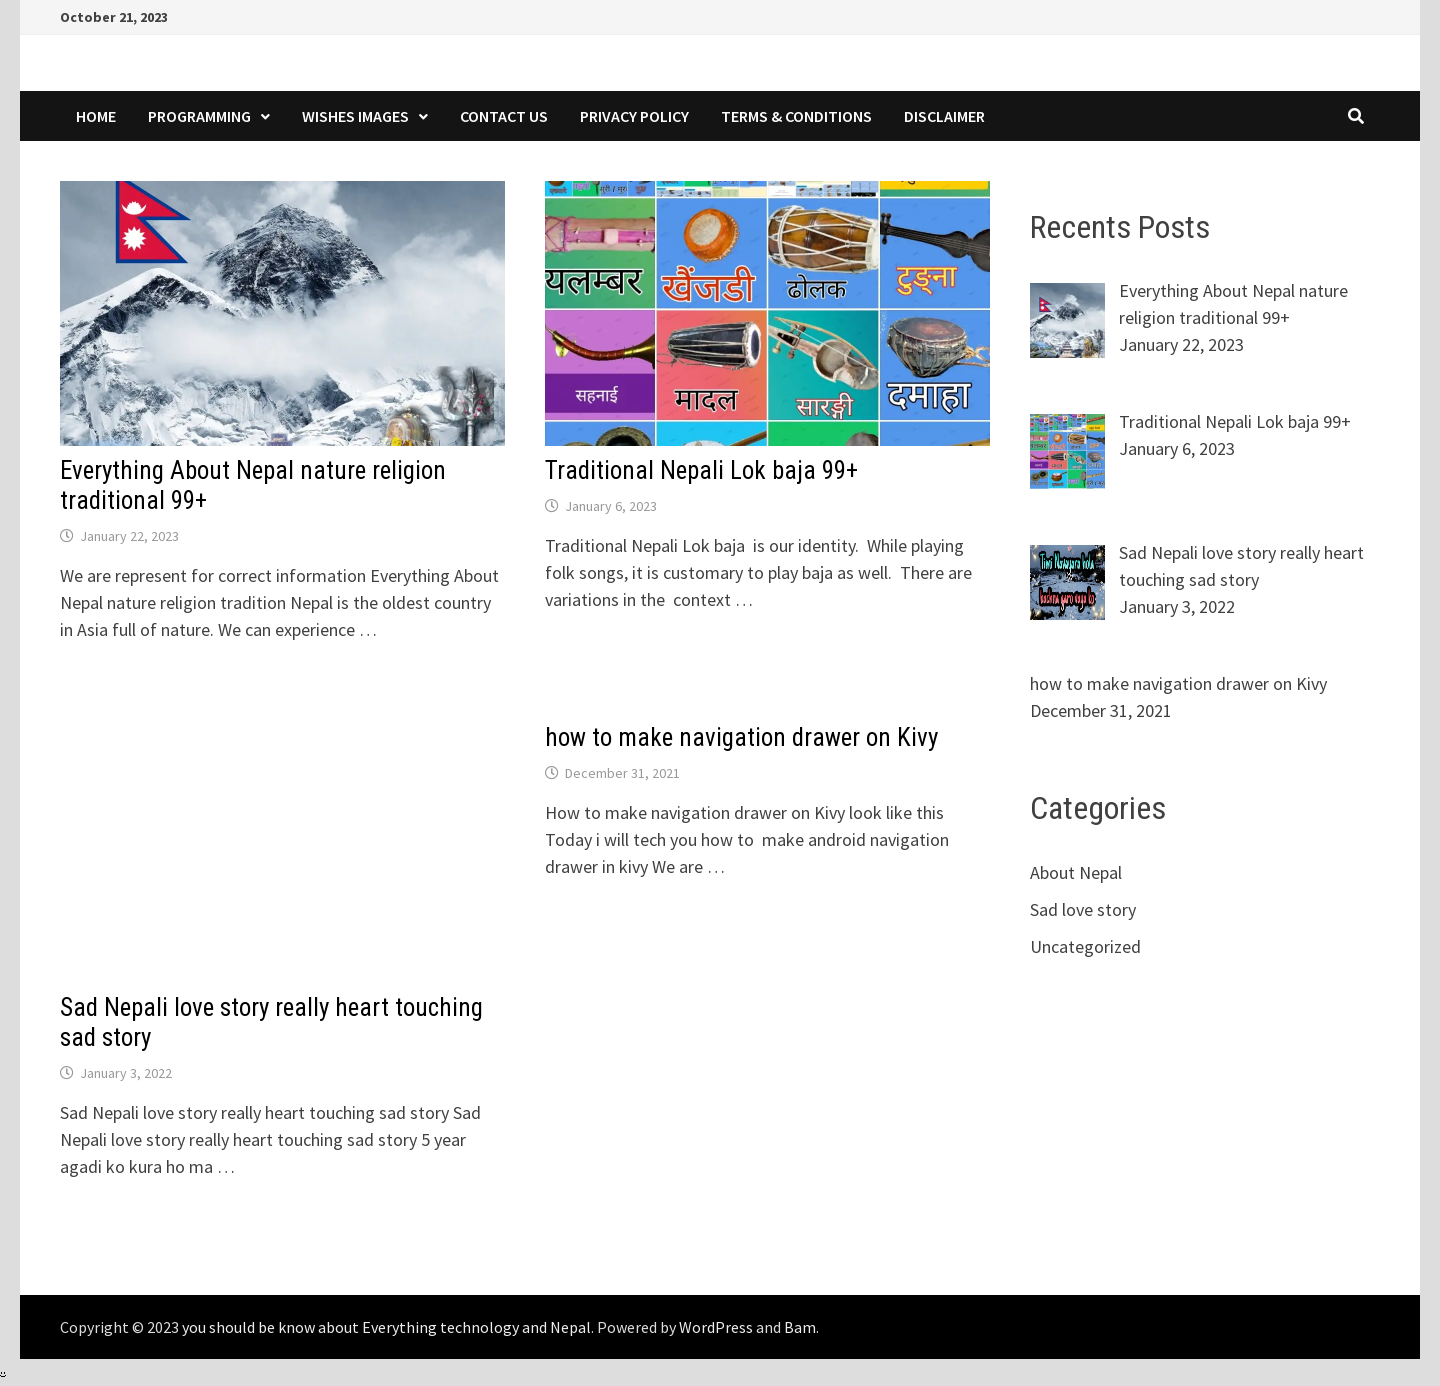 October 21, 2023
HOME PROGRAMMING WISHES IMAGES CONTACT US PRIVACY POLICY TERMS & CONDITIONS DISCLAIMER
यलम्बर खैंजडी ढोलक टुङ्ना
सहनाई मादल सारङ्गी दमाहा
Everything About Nepal nature religion
traditional 99+
January 22, 2023
We are represent for correct information Everything About
Nepal nature religion tradition Nepal is the oldest country
in Asia full of nature. We can experience …
Traditional Nepali Lok baja 99+
January 6, 2023
Traditional Nepali Lok baja  is our identity.  While playing
folk songs, it is customary to play baja as well.  There are
variations in the  context …
how to make navigation drawer on Kivy
December 31, 2021
How to make navigation drawer on Kivy look like this
Today i will tech you how to  make android navigation
drawer in kivy We are …
Sad Nepali love story really heart touching
sad story
January 3, 2022
Sad Nepali love story really heart touching sad story Sad
Nepali love story really heart touching sad story 5 year
agadi ko kura ho ma …
Recents Posts
Everything About Nepal nature
religion traditional 99+
January 22, 2023
Traditional Nepali Lok baja 99+
January 6, 2023
Sad Nepali love story really heart
touching sad story
January 3, 2022
how to make navigation drawer on Kivy
December 31, 2021
Categories
About Nepal
Sad love story
Uncategorized
Copyright © 2023 you should be know about Everything technology and Nepal. Powered by WordPress and Bam.